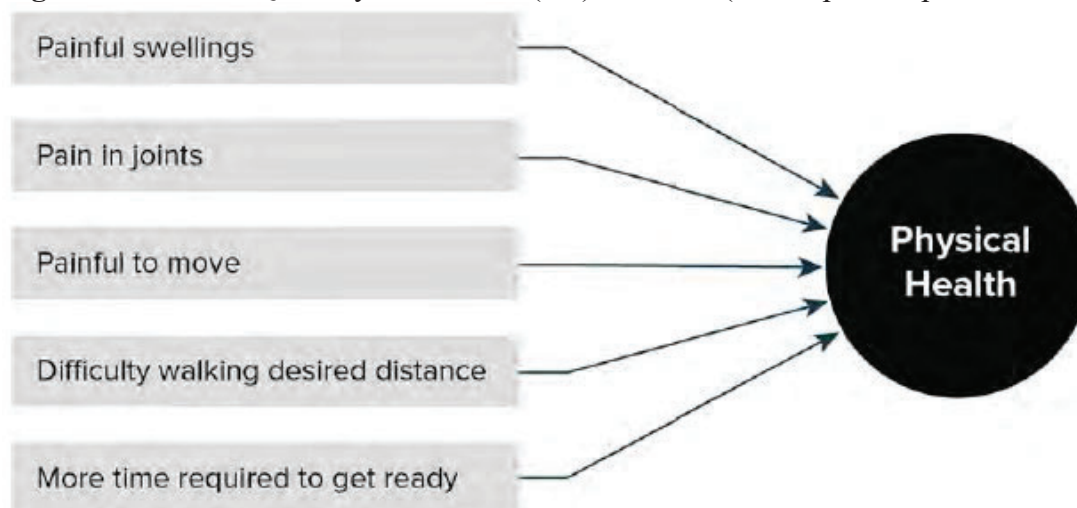 Painful swellings
Pain in joints
Painful to move
Difficulty walking desired distance
More time required to get ready
Physical
Health